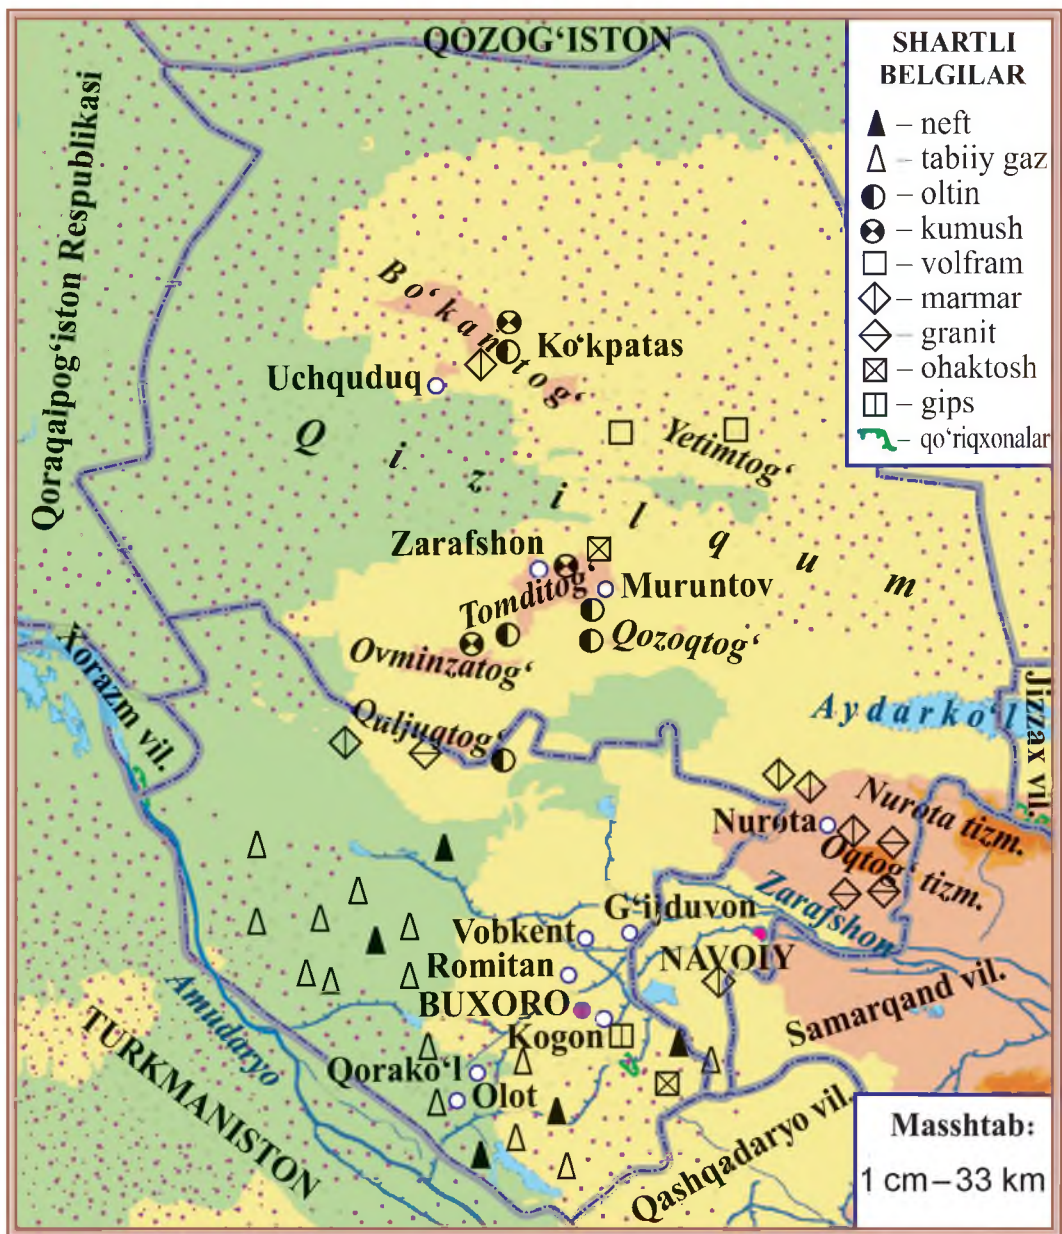 QOZOG‘ISTON
SHARTLI
BELGILAR
– neft
– tabiiy gaz
– oltin
– kumush
– volfram
– marmar
– granit
– ohaktosh
– gips
– qo‘riqxonalar
Qoraqalpog‘iston Respublikasi
Bo‘kantog‘
Ko‘kpatas
Uchquduq
Yetimtog‘
Qizilqum
Zarafshon
Tomditog‘
Muruntov
Qozoqtog‘
Ovminzatog‘
Xorazm vil.
Quljuqtog‘
Aydarko‘l
Jizzax vil.
Nurota
Nurota tizm.
Oqtog‘ tizm.
Zarafshon
G‘ijduvon
Vobkent
NAVOIY
Romitan
BUXORO
Kogon
Samarqand vil.
Amudaryo
TURKMANISTON
Qorako‘l
Olot
Qashqadaryo vil.
Masshtab:
1 cm – 33 km